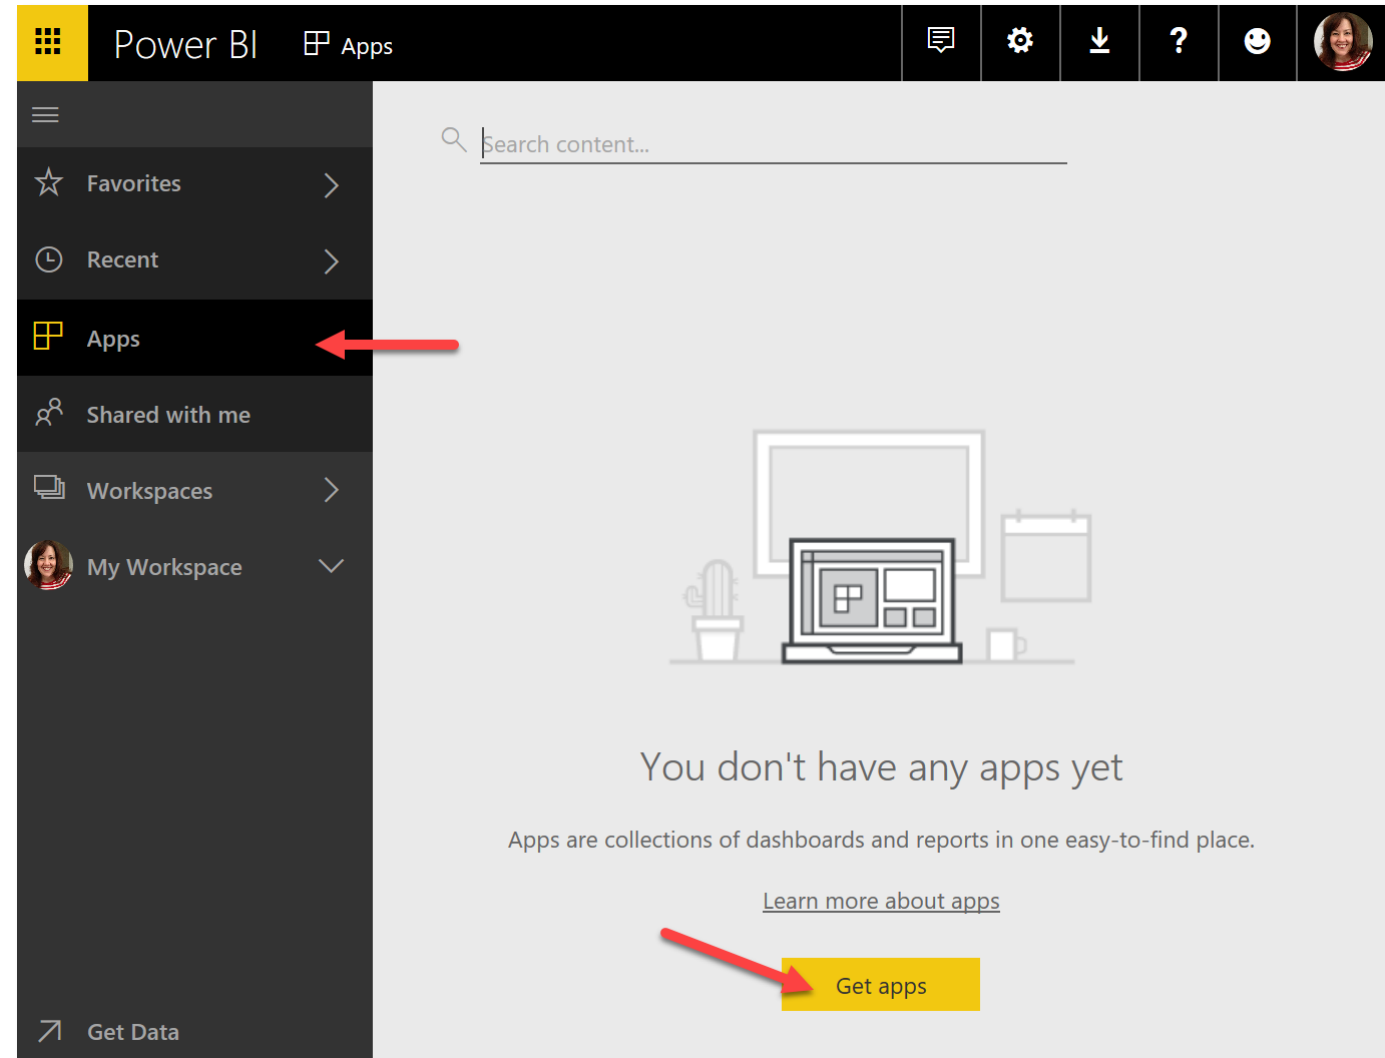 Power BI
Apps
?
Search content...
Favorites
Recent
Apps
Shared with me
Workspaces
My Workspace
You don't have any apps yet
Apps are collections of dashboards and reports in one easy-to-find place.
Learn more about apps
Get apps
Get Data